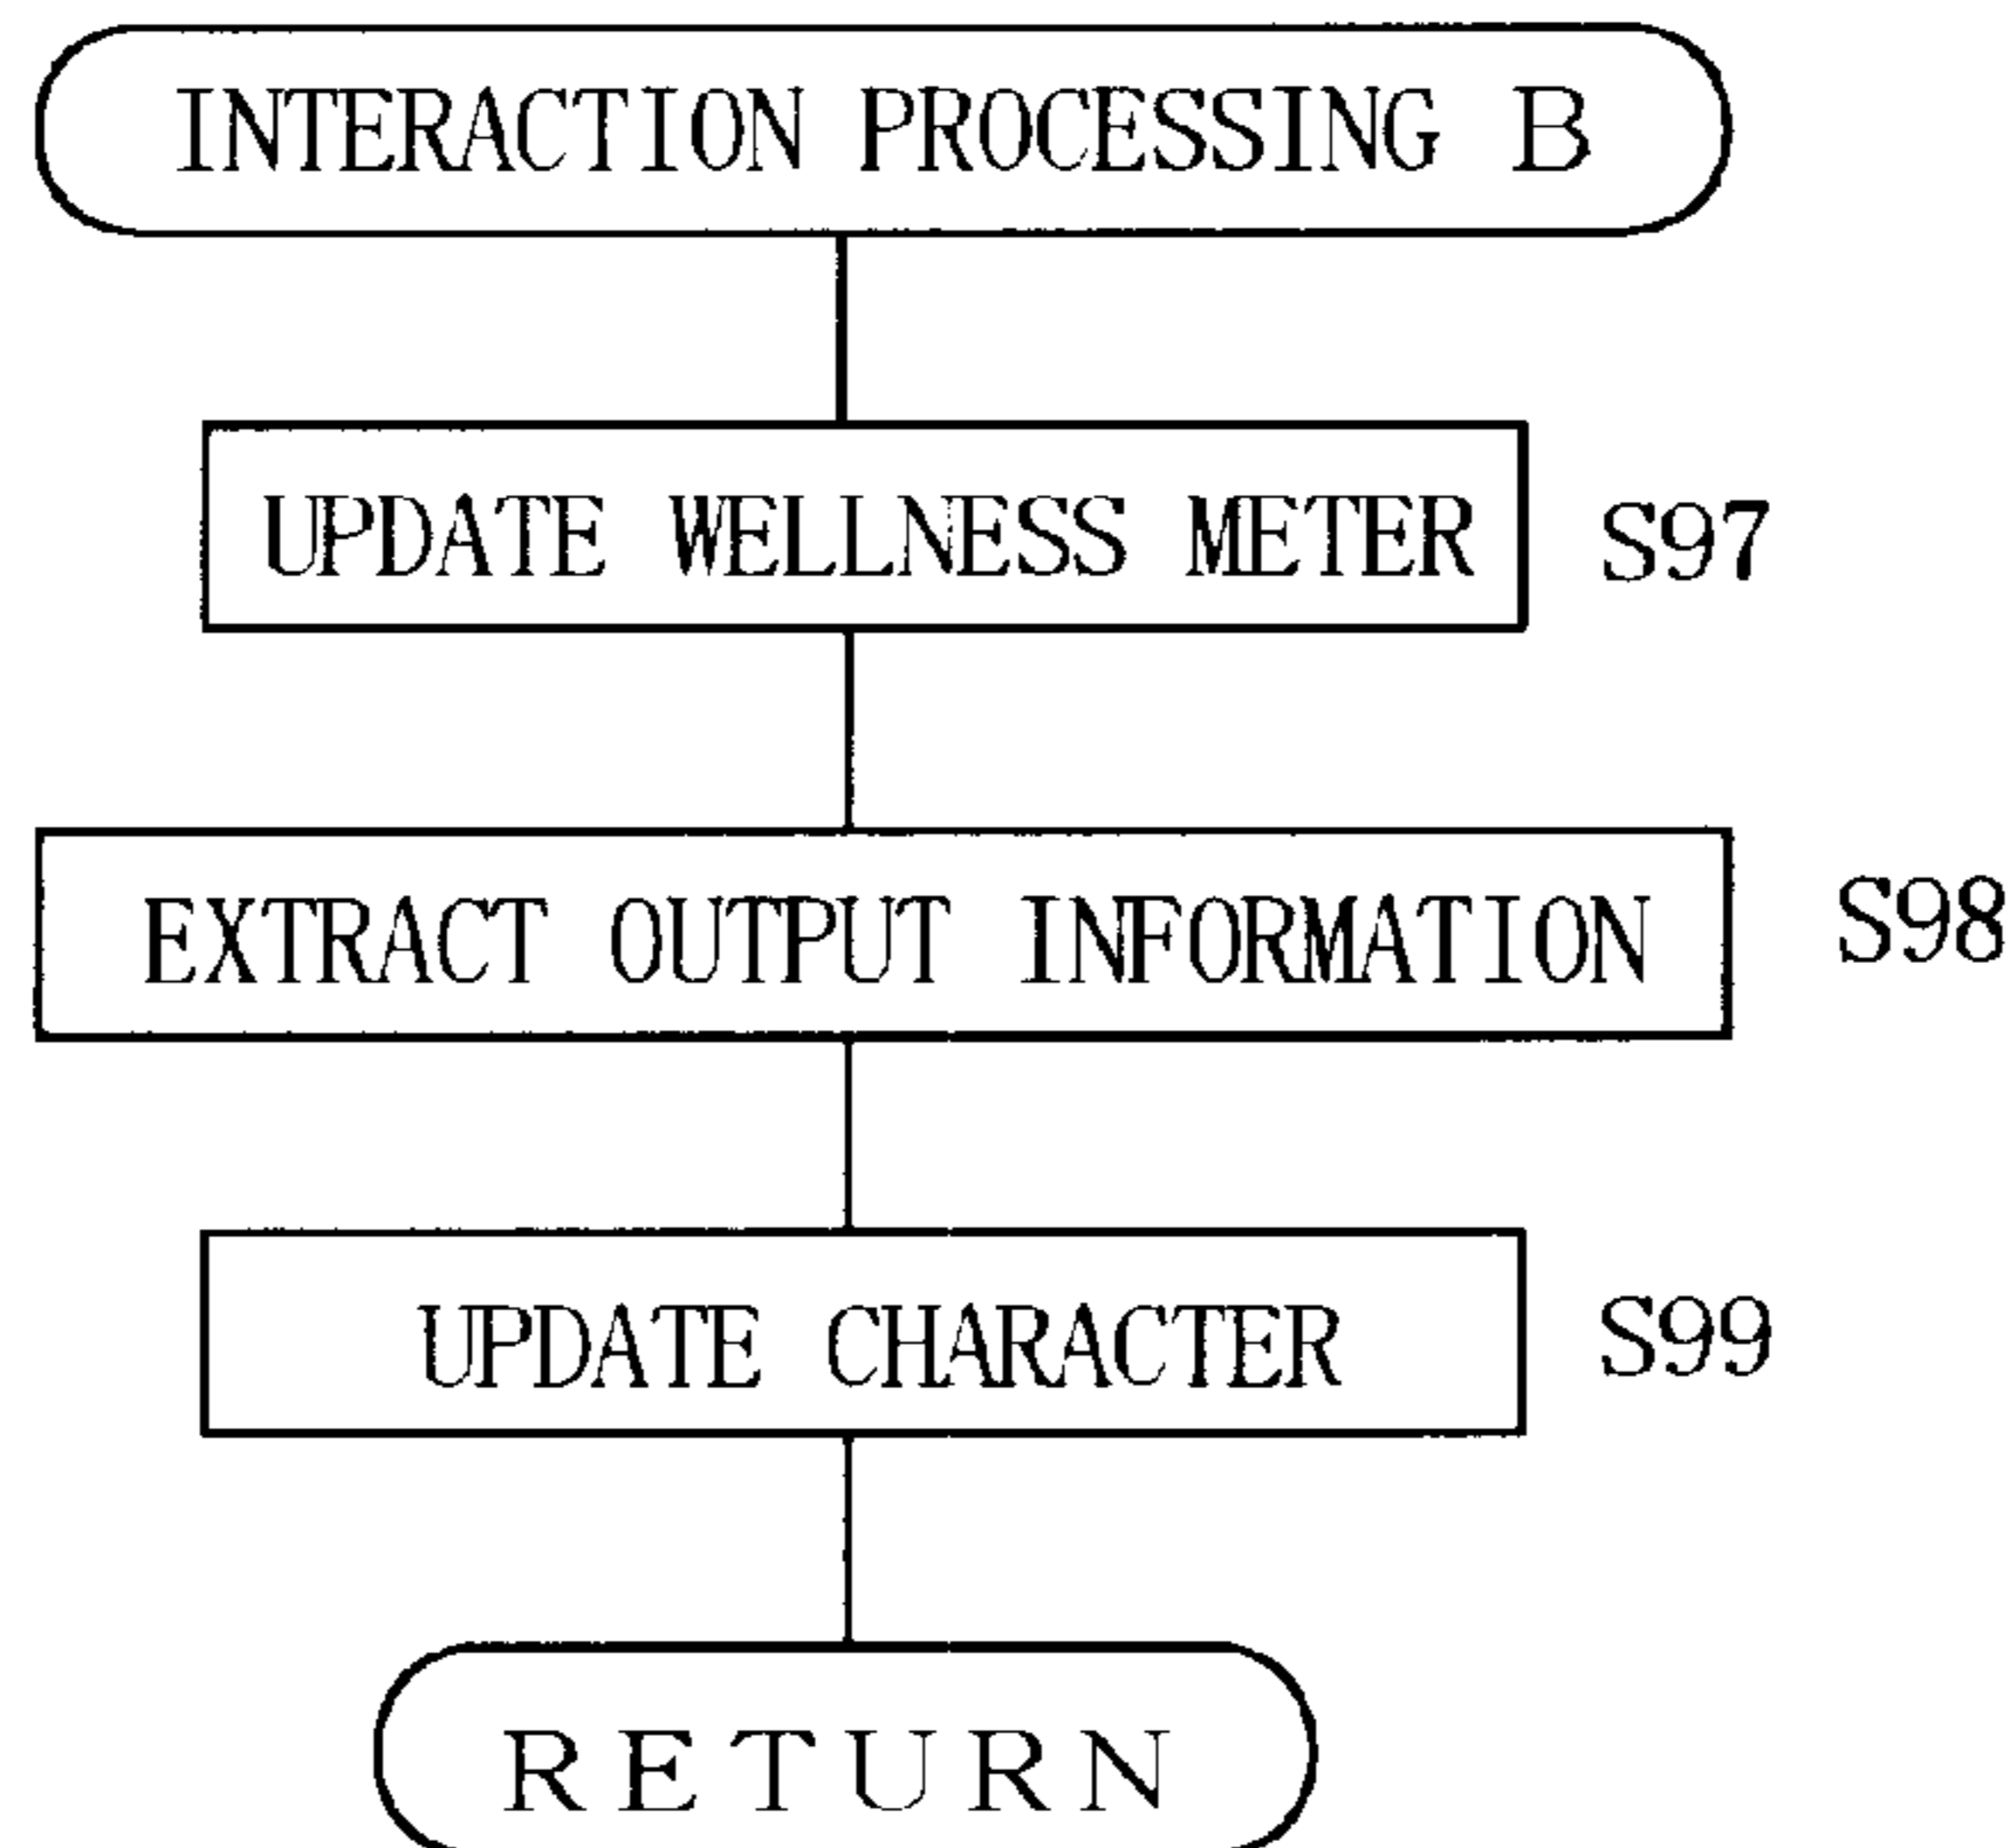 INTERACTION PROCESSING B
UPDATE WELLNESS METER S97
EXTRACT OUTPUT INFORMATION S98
UPDATE CHARACTER S99
RETURN